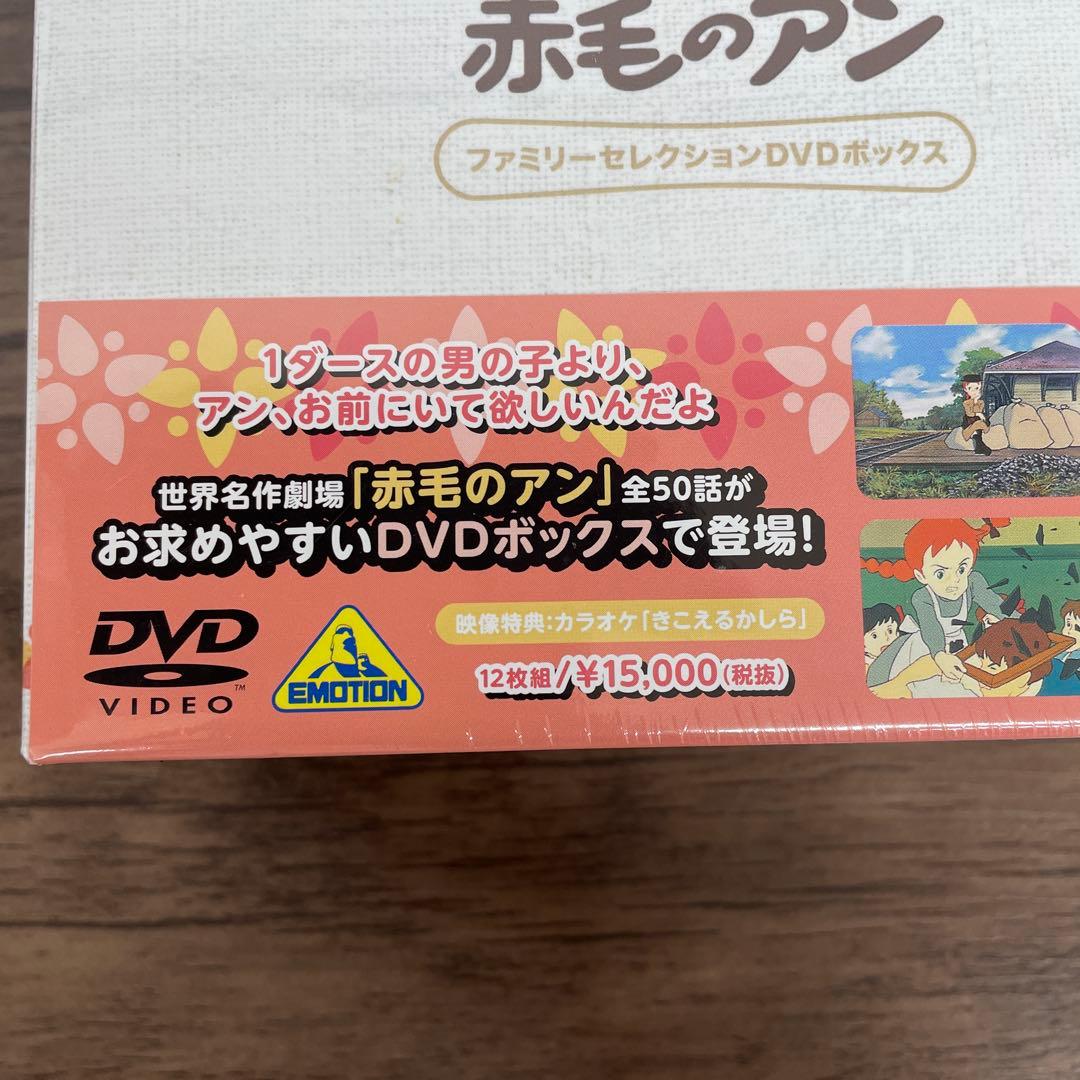 赤毛のアン
ファミリーセレクションDVDボックス
1ダースの男の子より、
アン、お前にいて欲しいんだよ
世界名作劇場「赤毛のアン」全50話が
お求めやすいDVDボックスで登場!
DVD
VIDEO
TM
EMOTION
映像特典:カラオケ「きこえるかしら」
12枚組/¥15,000(税抜)